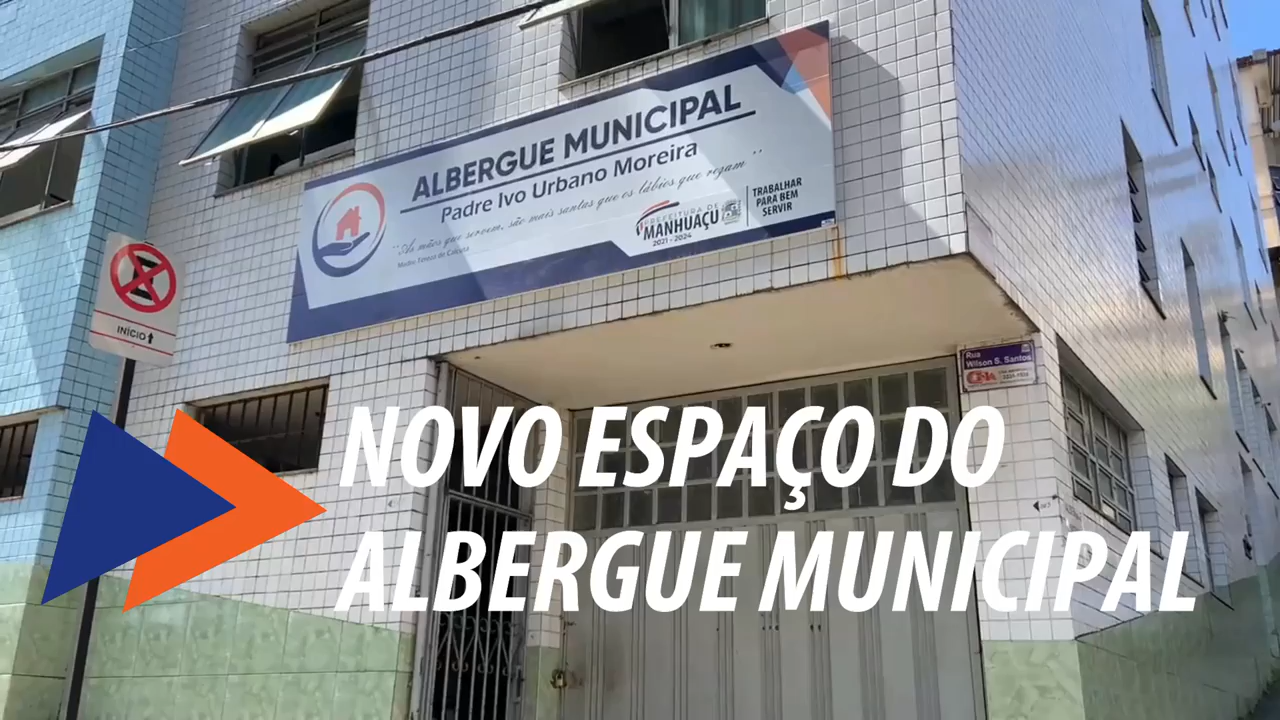 ALBERGUE MUNICIPAL
Padre Ivo Urbano Moreira
"As mãos que servem, são mais santas que os lábios que rezam"
Madre Teresa de Calcutá
PREFEITURA DE
MANHUAÇU
2021 - 2024
TRABALHAR
PARA BEM
SERVIR
INÍCIO
Rua
Wilson S. Santos
NOVO ESPAÇO DO
ALBERGUE MUNICIPAL